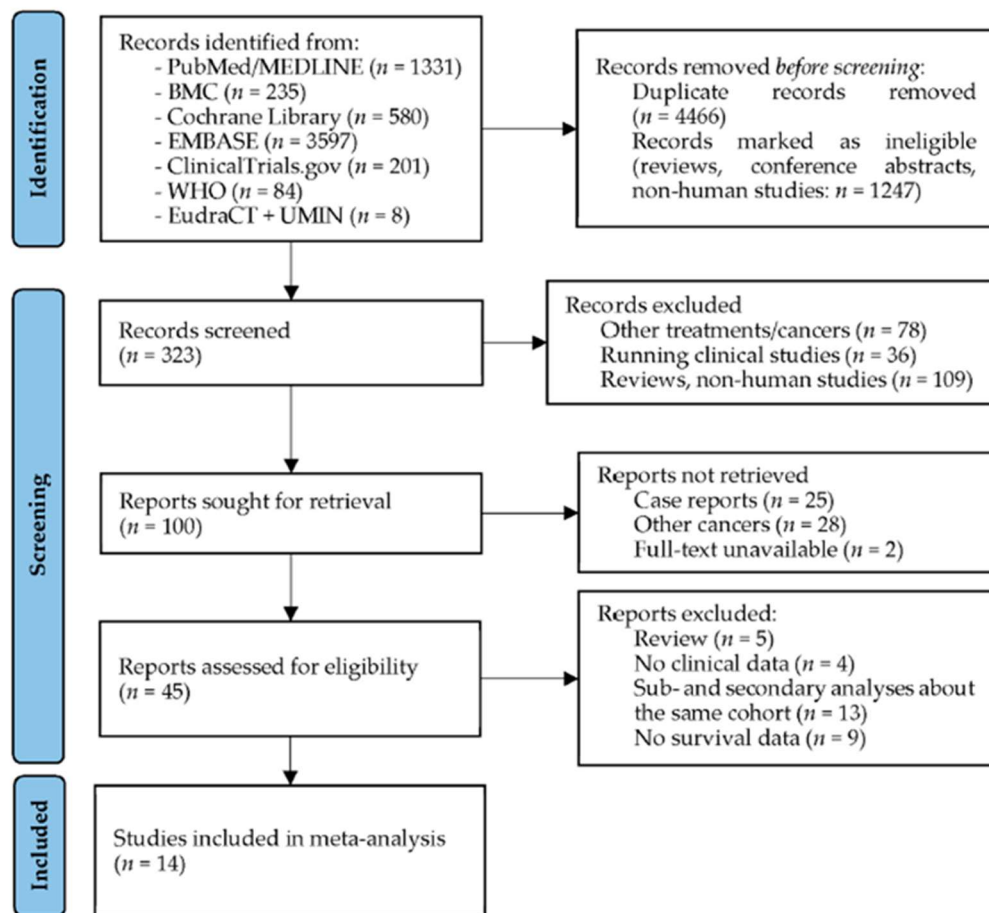 Identification
Records identified from:
- PubMed/MEDLINE (n = 1331)
- BMC (n = 235)
- Cochrane Library (n = 580)
- EMBASE (n = 3597)
- ClinicalTrials.gov (n = 201)
- WHO (n = 84)
- EudraCT + UMIN (n = 8)
Records removed before screening:
Duplicate records removed
(n = 4466)
Records marked as ineligible
(reviews, conference abstracts,
non-human studies: n = 1247)
Screening
Records screened
(n = 323)
Records excluded
Other treatments/cancers (n = 78)
Running clinical studies (n = 36)
Reviews, non-human studies (n = 109)
Reports sought for retrieval
(n = 100)
Reports not retrieved
Case reports (n = 25)
Other cancers (n = 28)
Full-text unavailable (n = 2)
Reports assessed for eligibility
(n = 45)
Reports excluded:
Review (n = 5)
No clinical data (n = 4)
Sub- and secondary analyses about
the same cohort (n = 13)
No survival data (n = 9)
Included
Studies included in meta-analysis
(n = 14)